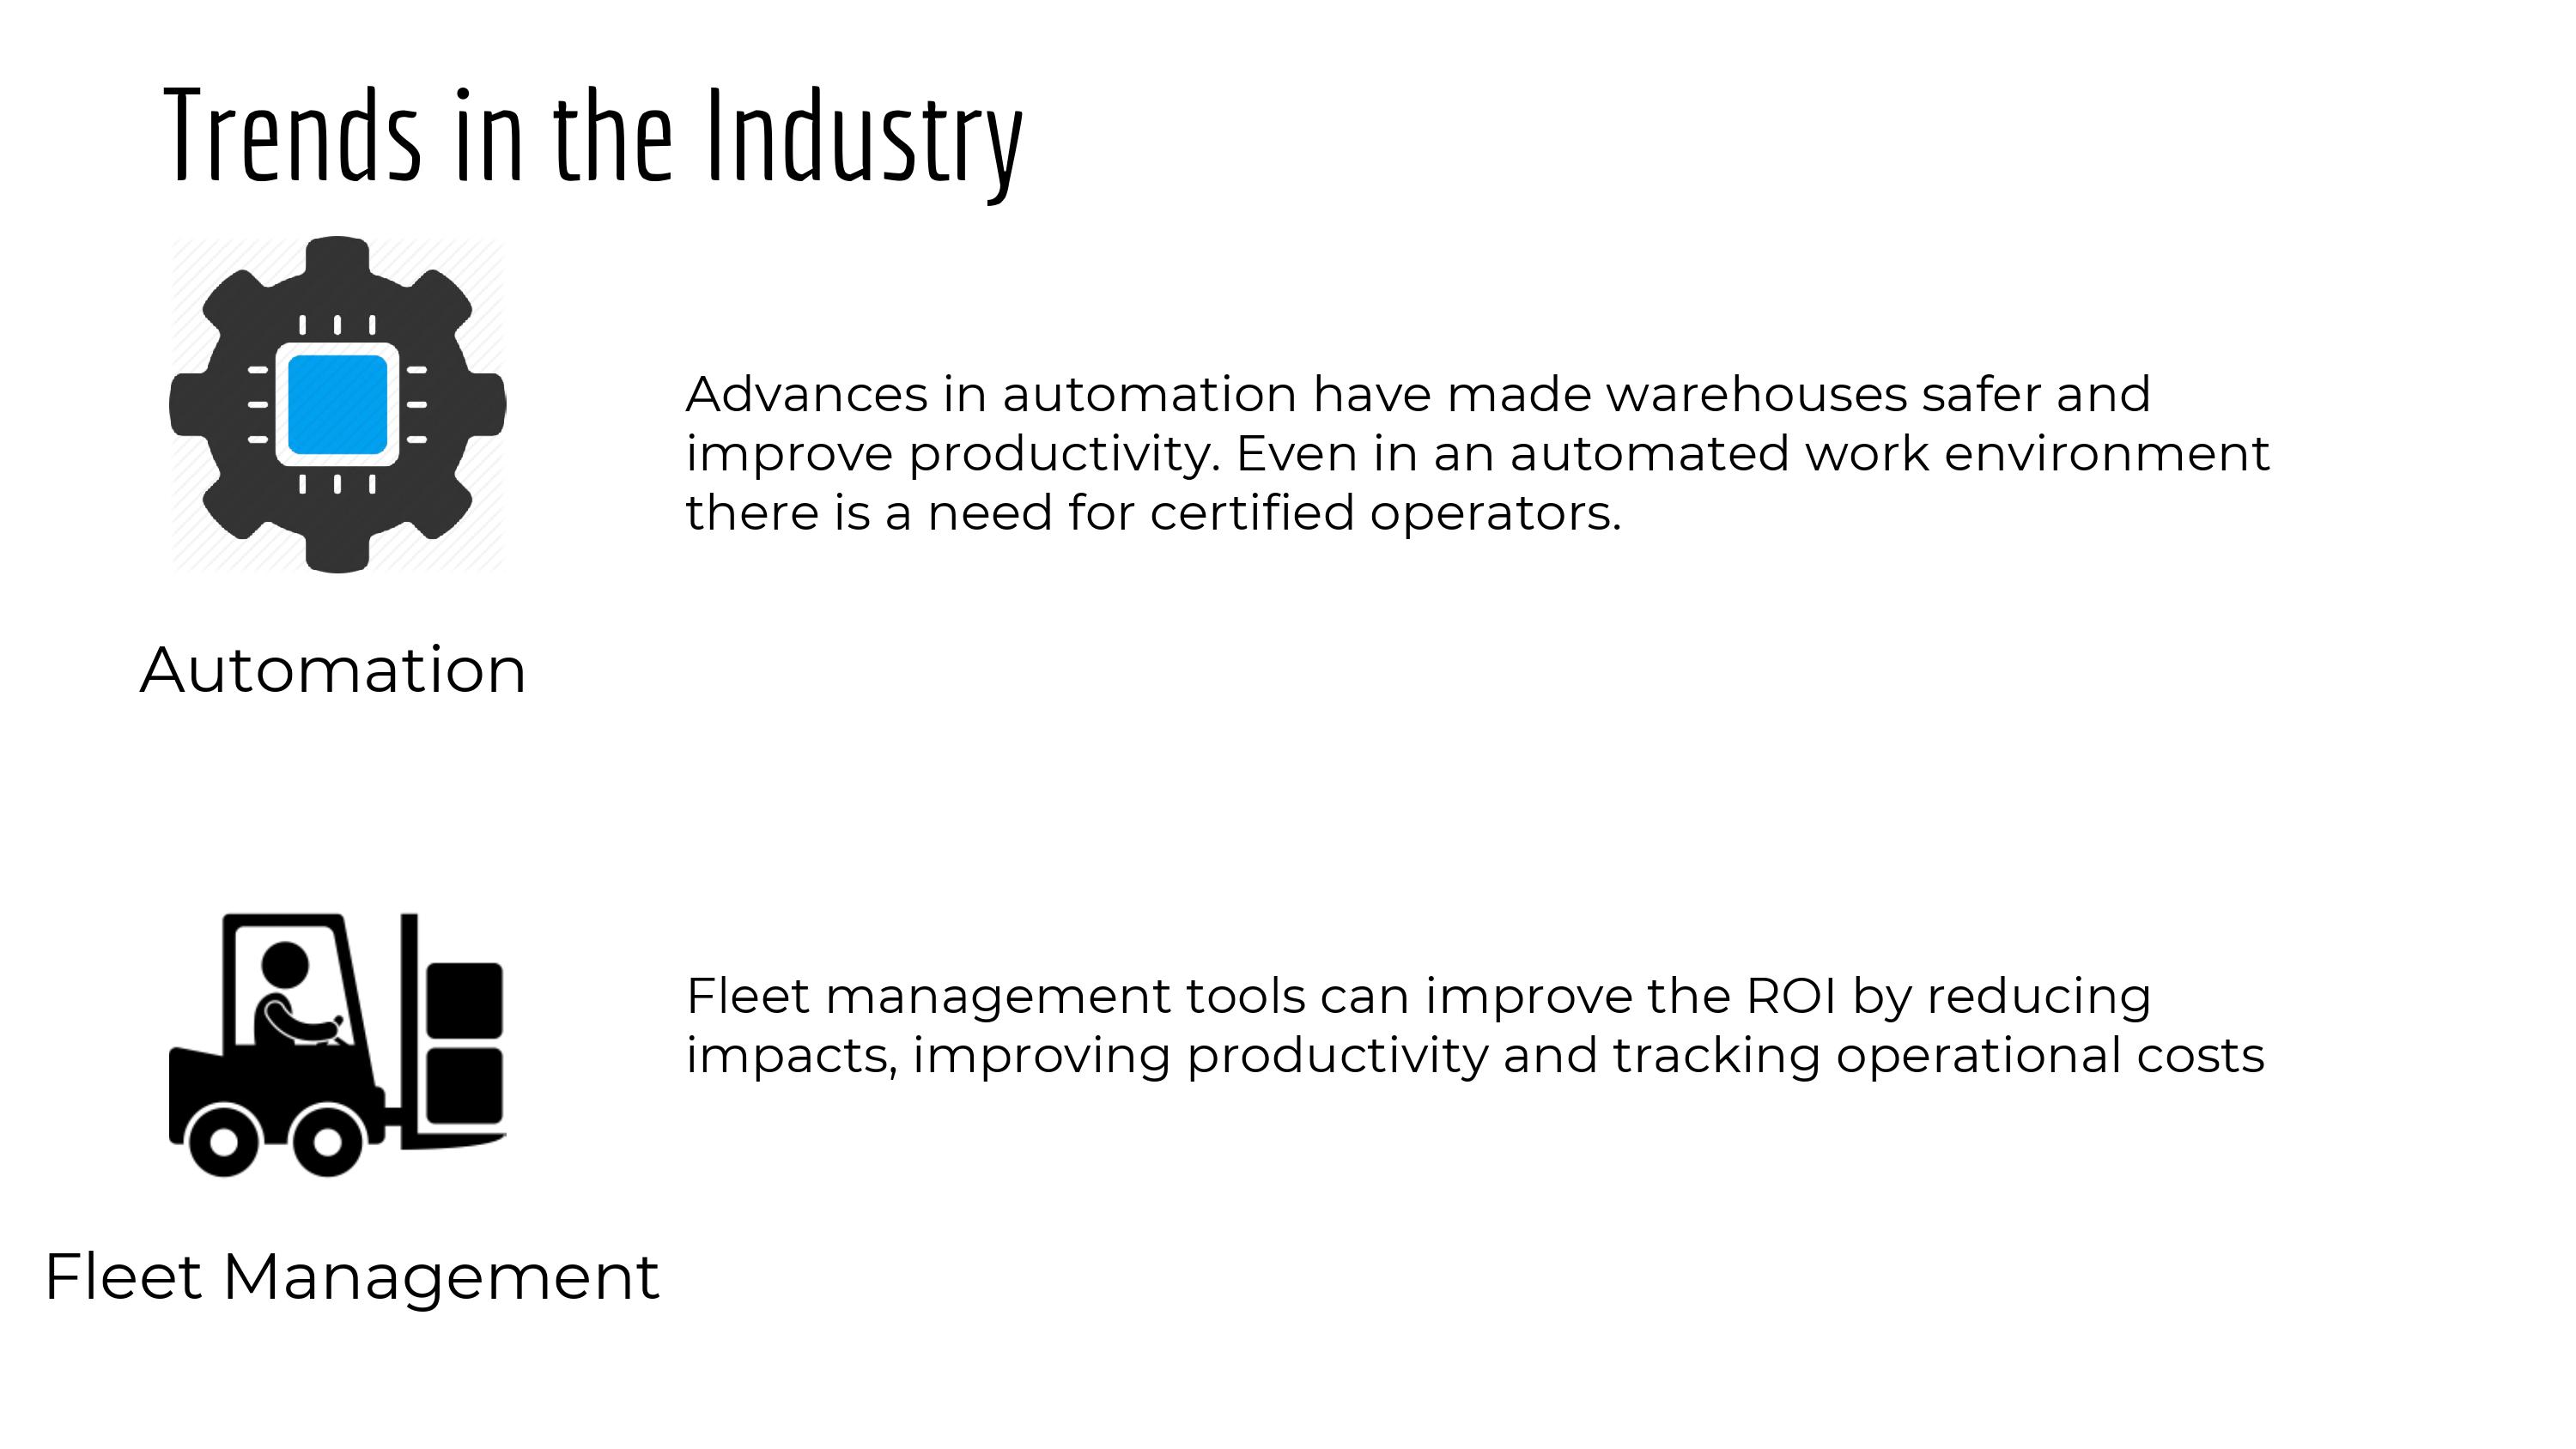 Trends in the Industry
Advances in automation have made warehouses safer and
improve productivity. Even in an automated work environment
there is a need for certified operators.
Automation
Fleet management tools can improve the ROI by reducing
impacts, improving productivity and tracking operational costs
Fleet Management